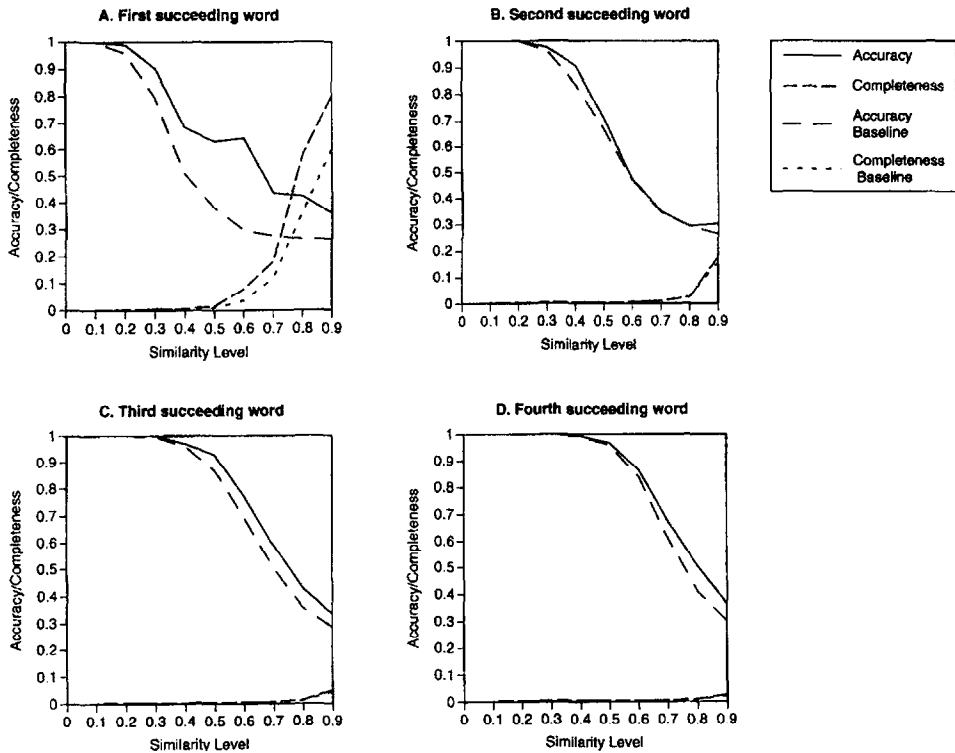 A. First succeeding word
1
0.9
0.8
0.7
0.6
0.5
0.4
0.3
0.2
0.1
0
Accuracy/Completeness
0 0.1 0.2 0.3 0.4 0.5 0.6 0.7 0.8 0.9
Similarity Level
B. Second succeeding word
1
0.9
0.8
0.7
0.6
0.5
0.4
0.3
0.2
0.1
0
Accuracy/Completeness
0 0.1 0.2 0.3 0.4 0.5 0.6 0.7 0.8 0.9
Similarity Level
Accuracy
Completeness
Accuracy
Baseline
Completeness
Baseline
C. Third succeeding word
1
0.9
0.8
0.7
0.6
0.5
0.4
0.3
0.2
0.1
0
Accuracy/Completeness
0 0.1 0.2 0.3 0.4 0.5 0.6 0.7 0.8 0.9
Similarity Level
D. Fourth succeeding word
1
0.9
0.8
0.7
0.6
0.5
0.4
0.3
0.2
0.1
0
Accuracy/Completeness
0 0.1 0.2 0.3 0.4 0.5 0.6 0.7 0.8 0.9
Similarity Level